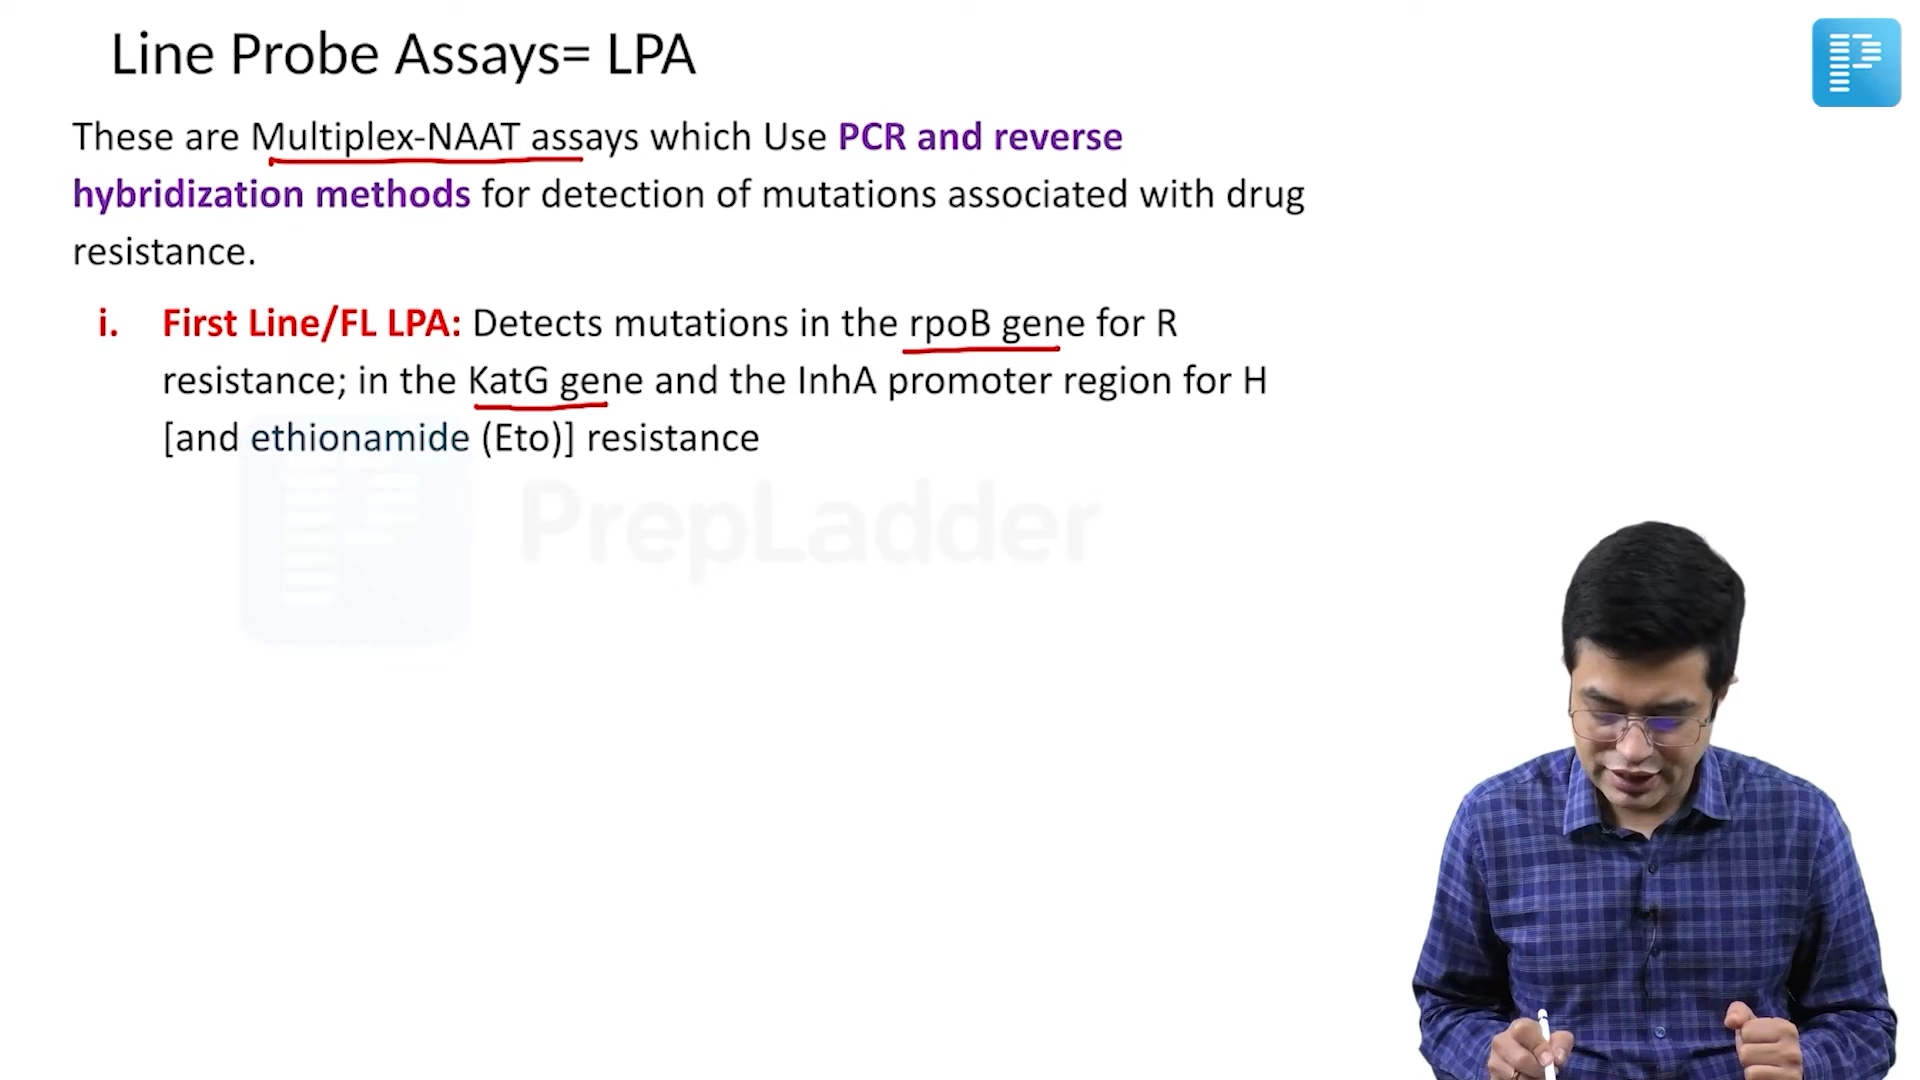 Line Probe Assays= LPA
These are Multiplex-NAAT assays which Use PCR and reverse
hybridization methods for detection of mutations associated with drug
resistance.
i. First Line/FL LPA: Detects mutations in the rpoB gene for R
resistance; in the KatG gene and the InhA promoter region for H
[and ethionamide (Eto)] resistance
PrepLadder